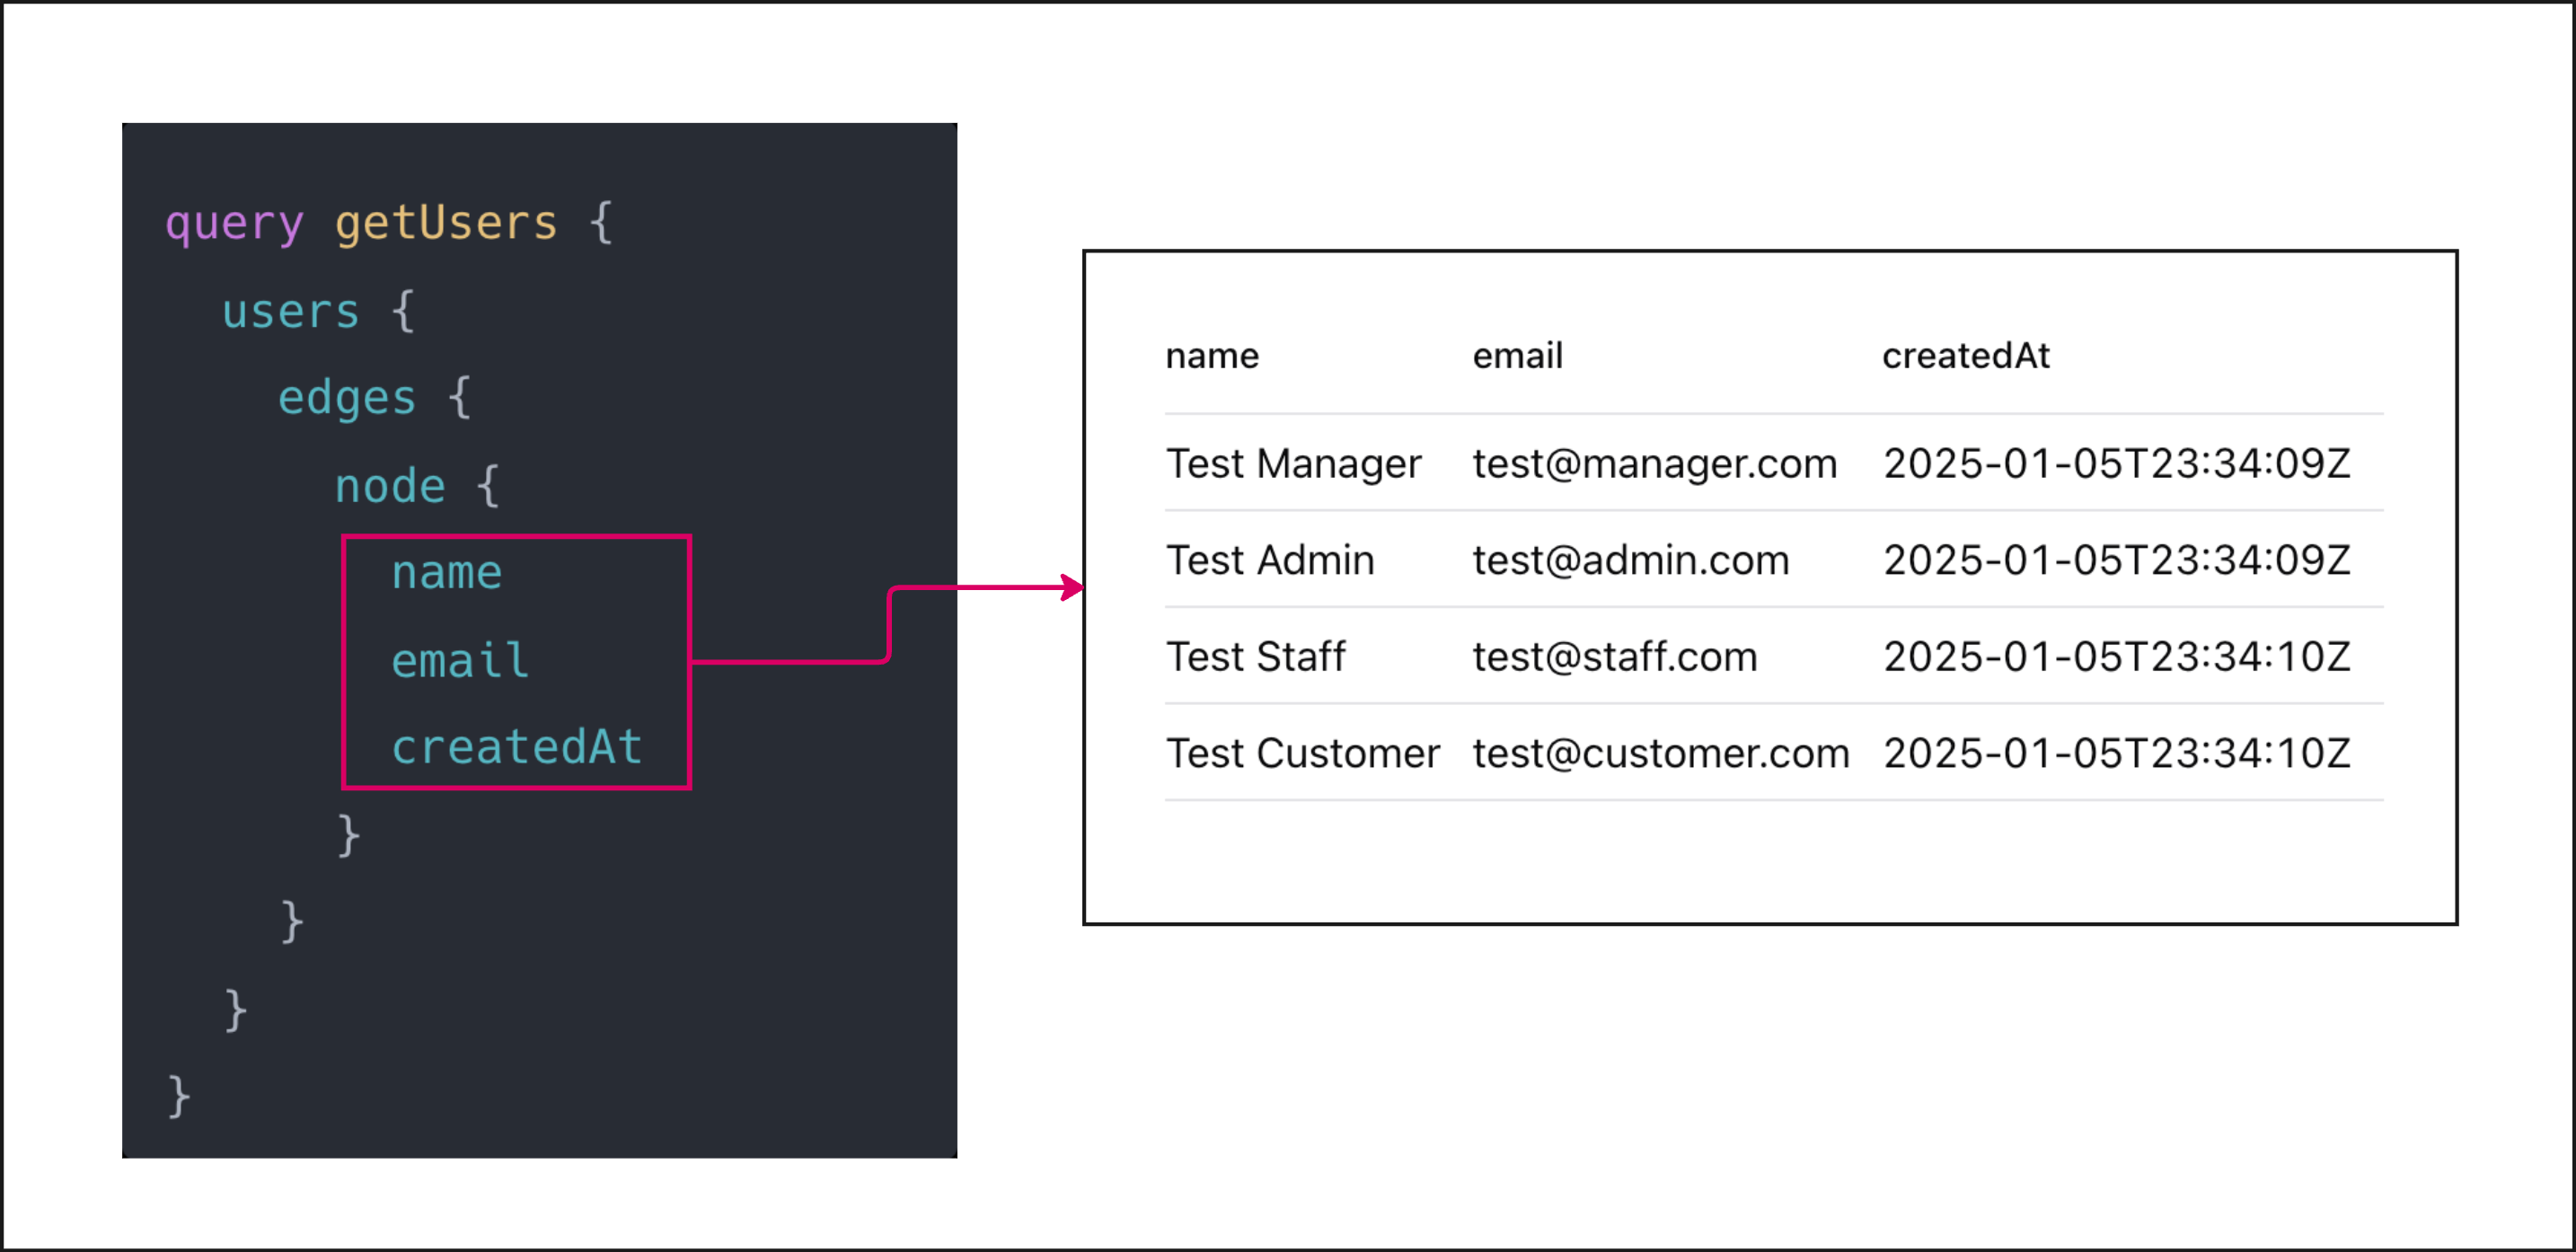 query getUsers {
users {
edges {
node {
name
email
createdAt
}
}
}
}
name email createdAt
Test Manager test@manager.com 2025-01-05T23:34:09Z
Test Admin test@admin.com 2025-01-05T23:34:09Z
Test Staff test@staff.com 2025-01-05T23:34:10Z
Test Customer test@customer.com 2025-01-05T23:34:10Z